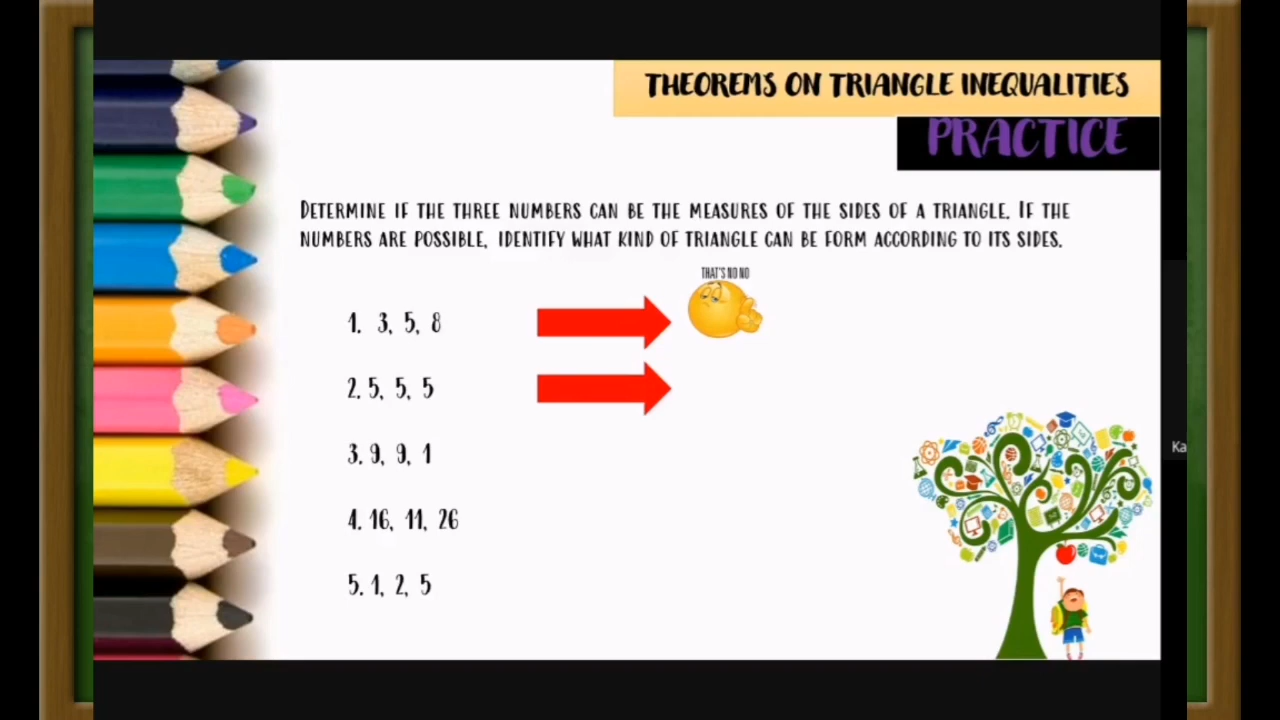 THEOREMS ON TRIANGLE INEQUALITIES
PRACTICE
DETERMINE IF THE THREE NUMBERS CAN BE THE MEASURES OF THE SIDES OF A TRIANGLE. IF THE
NUMBERS ARE POSSIBLE, IDENTIFY WHAT KIND OF TRIANGLE CAN BE FORM ACCORDING TO ITS SIDES.
THAT'S NO NO
1. 3, 5, 8
2. 5, 5, 5
3. 9, 9, 1
4. 16, 11, 26
5. 1, 2, 5
Ka